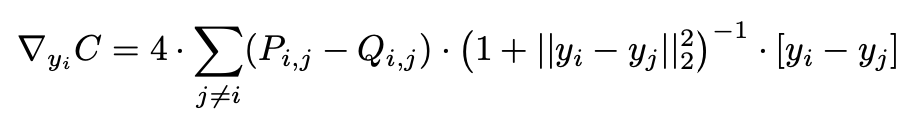 ∇_{y_i} C = 4 · ∑_{j≠i} (P_{i,j} − Q_{i,j}) · (1 + ||y_i − y_j||_2^2)^{−1} · [y_i − y_j]